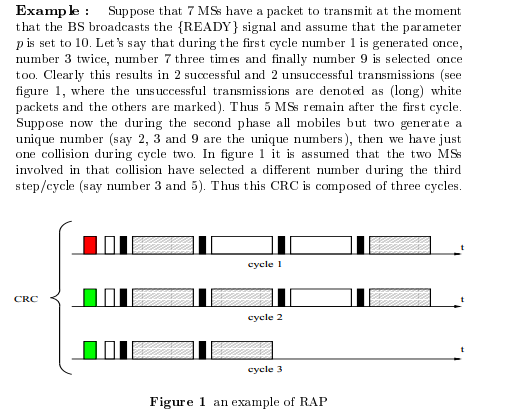 Example : Suppose that 7 MSs have a packet to transmit at the moment
that the BS broadcasts the {READY} signal and assume that the parameter
p is set to 10. Let's say that during the first cycle number 1 is generated once,
number 3 twice, number 7 three times and finally number 9 is selected once
too. Clearly this results in 2 successful and 2 unsuccessful transmissions (see
figure 1, where the unsuccessful transmissions are denoted as (long) white
packets and the others are marked). Thus 5 MSs remain after the first cycle.
Suppose now the during the second phase all mobiles but two generate a
unique number (say 2, 3 and 9 are the unique numbers), then we have just
one collision during cycle two. In figure 1 it is assumed that the two MSs
involved in that collision have selected a different number during the third
step/cycle (say number 3 and 5). Thus this CRC is composed of three cycles.
t
cycle 1
CRC
t
cycle 2
t
cycle 3
Figure 1 an example of RAP